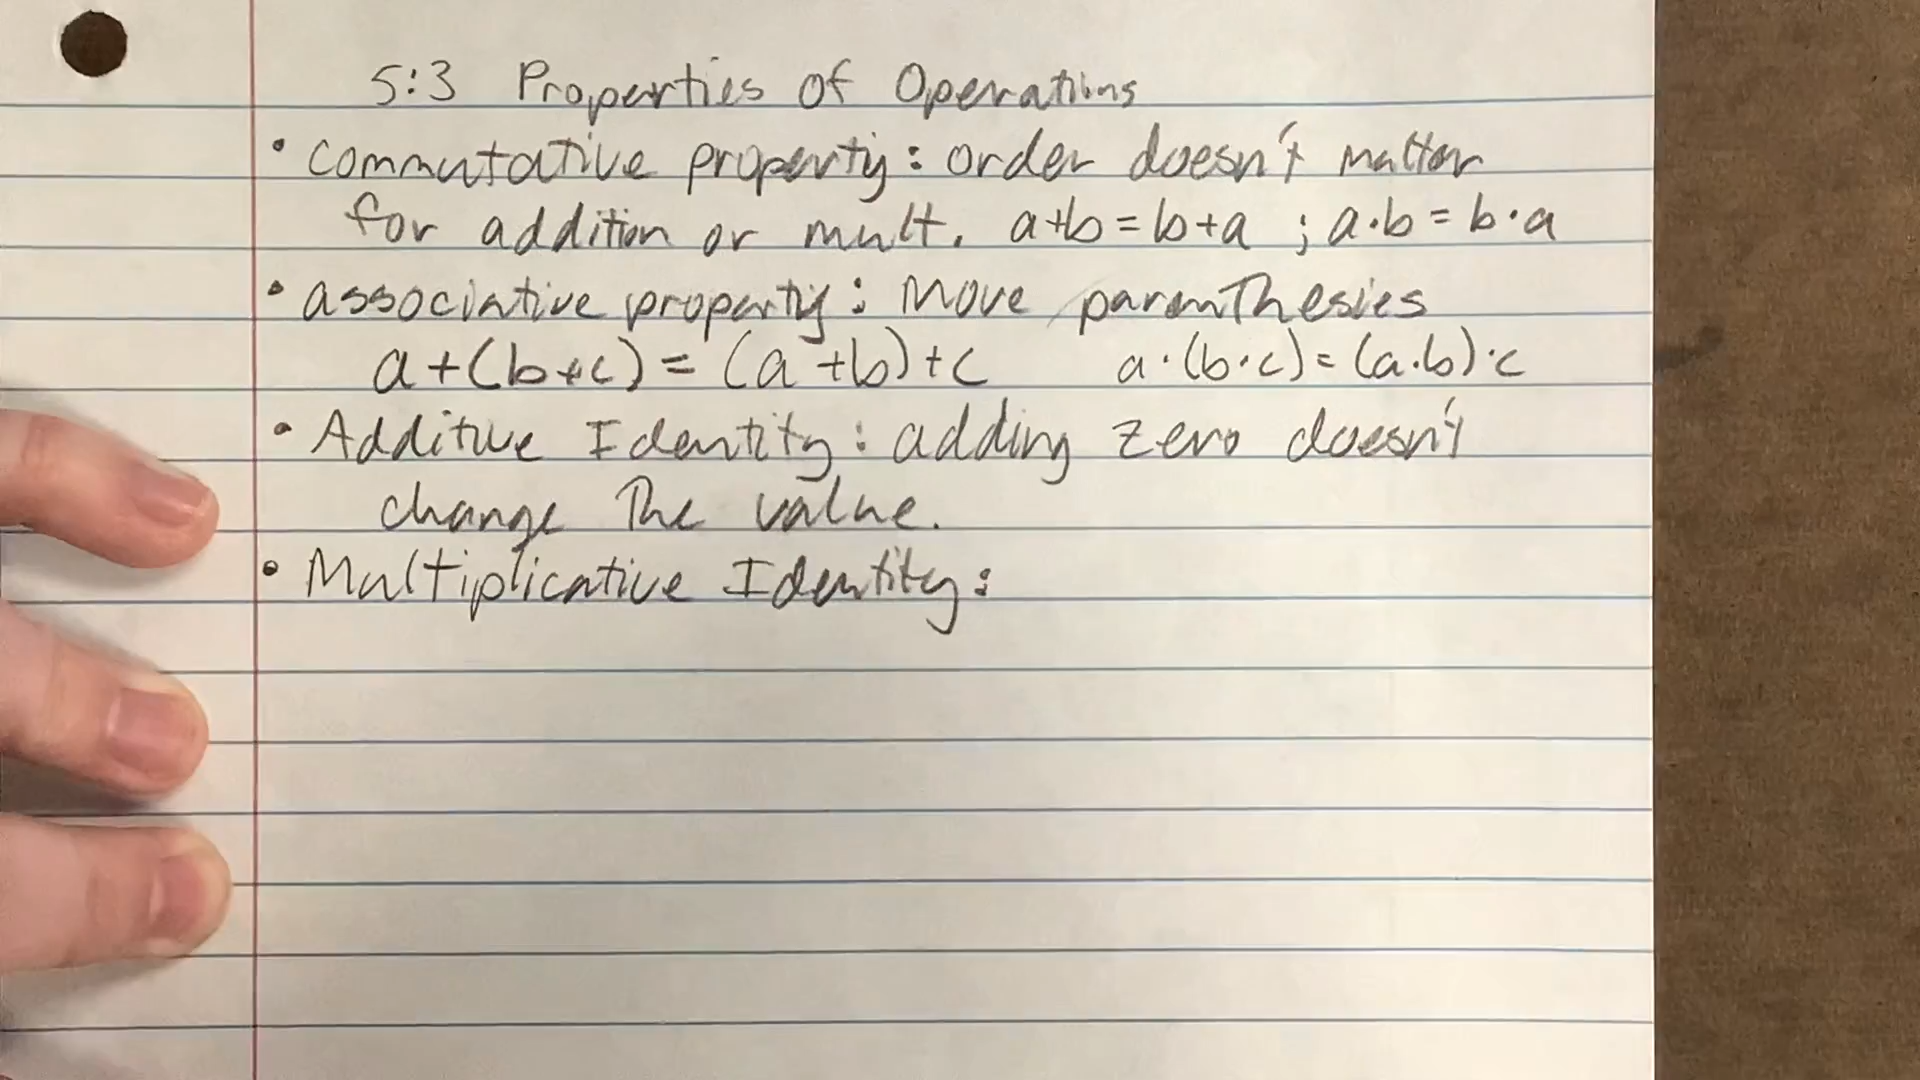 5:3 Properties of Operations
• commutative property: order doesn't matter
for addition or mult. a+b=b+a ; a·b=b·a
• associative property: Move parenthesies
a+(b+c)=(a+b)+c a·(b·c)=(a·b)·c
• Additive Identity: adding zero doesn't
change the value.
• Multiplicative Identity: